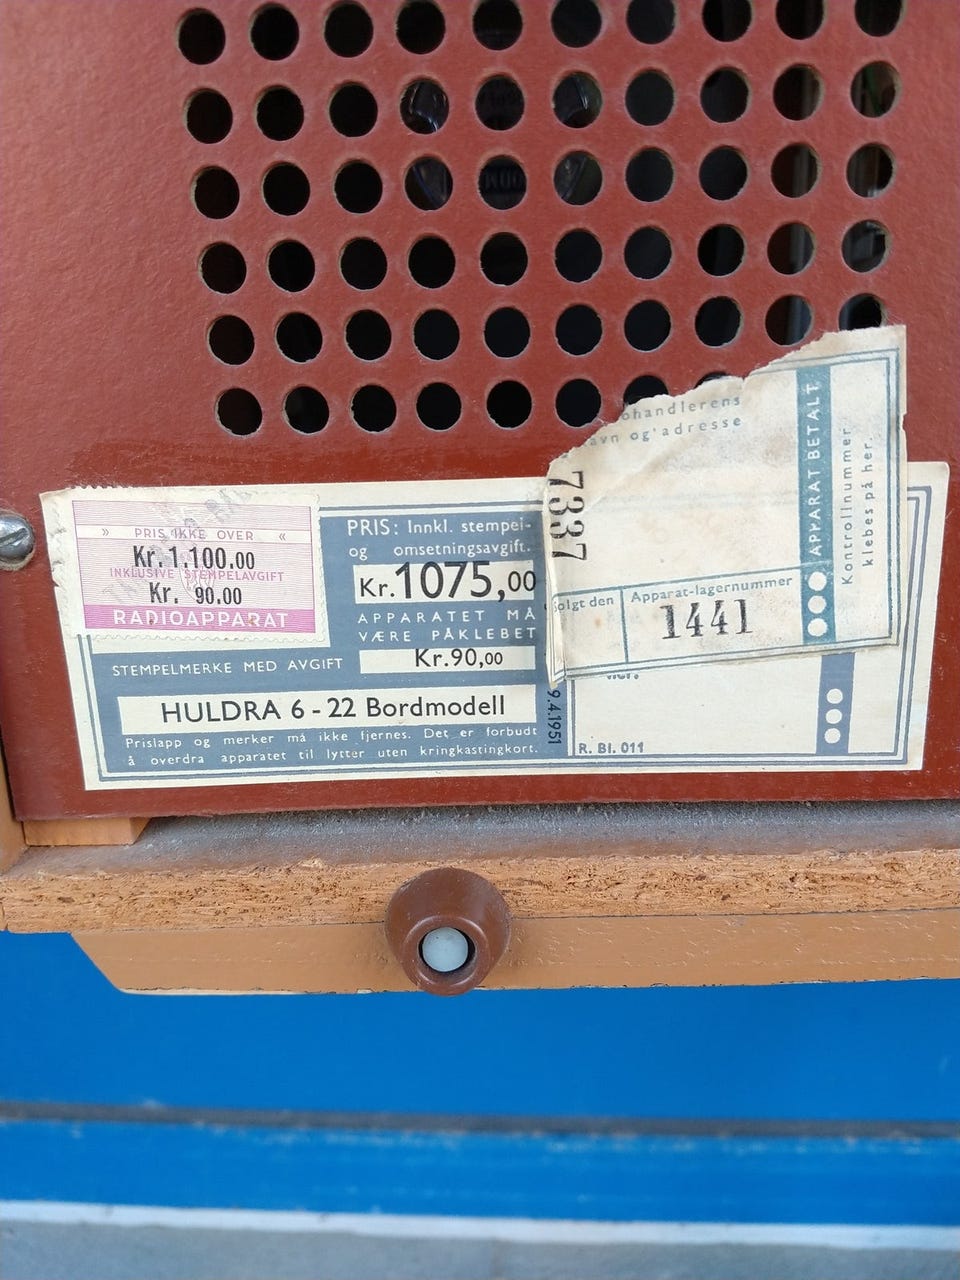 » PRIS IKKE OVER «
Kr. 1.100.00
INKLUSIVE STEMPELAVGIFT
Kr. 90.00
RADIOAPPARAT
PRIS: Innkl. stempel-
og omsetningsavgift.
Kr. 1075,00
APPARATET MÅ
VÆRE PÅKLEBET
STEMPELMERKE MED AVGIFT Kr. 90,00
HULDRA 6 - 22 Bordmodell
Prislapp og merker må ikke fjernes. Det er forbudt
å overdra apparatet til lytter uten kringkastingkort.
9.4.1951
R. Bl. 011
7337
ohandlerens
avn og adresse
olgt den
Apparat-lagernummer
1441
APPARAT BETALT
Kontrollnummer
klebes på her.